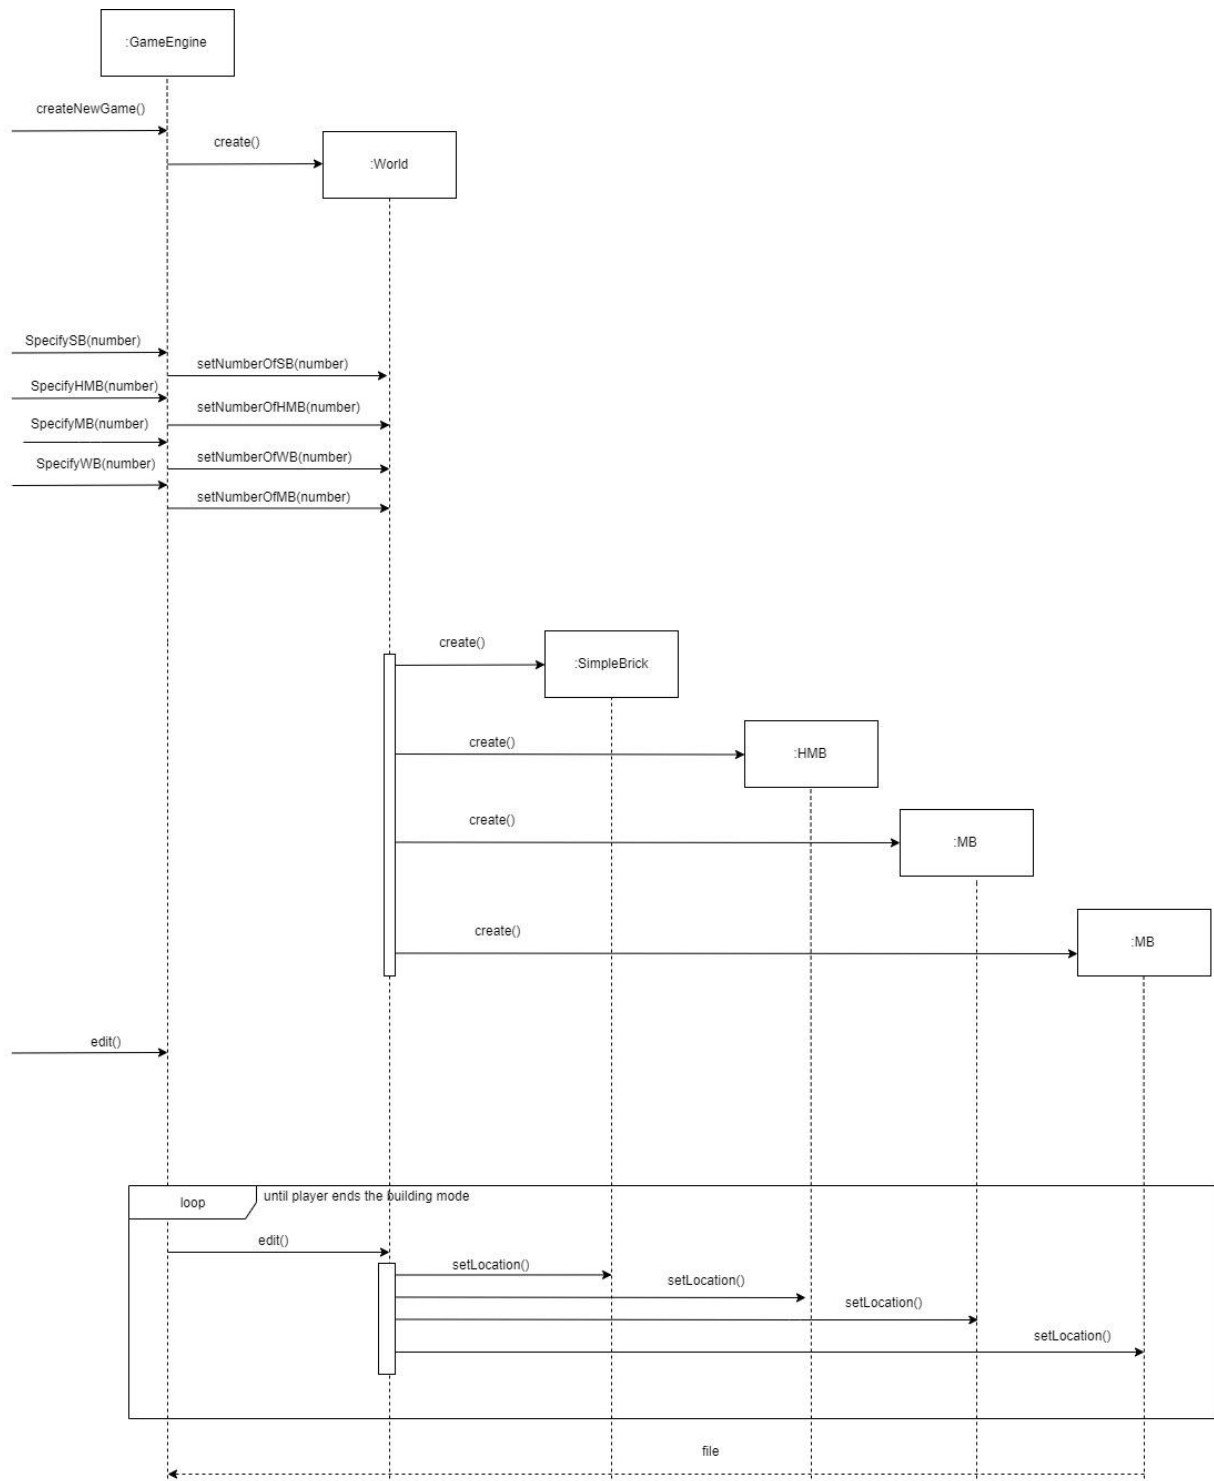 :GameEngine
createNewGame()
create()
:World
SpecifySB(number)
setNumberOfSB(number)
SpecifyHMB(number)
setNumberOfHMB(number)
SpecifyMB(number)
setNumberOfWB(number)
SpecifyWB(number)
setNumberOfMB(number)
create()
:SimpleBrick
create()
:HMB
create()
:MB
create()
:MB
edit()
loop
until player ends the building mode
edit()
setLocation()
setLocation()
setLocation()
setLocation()
file